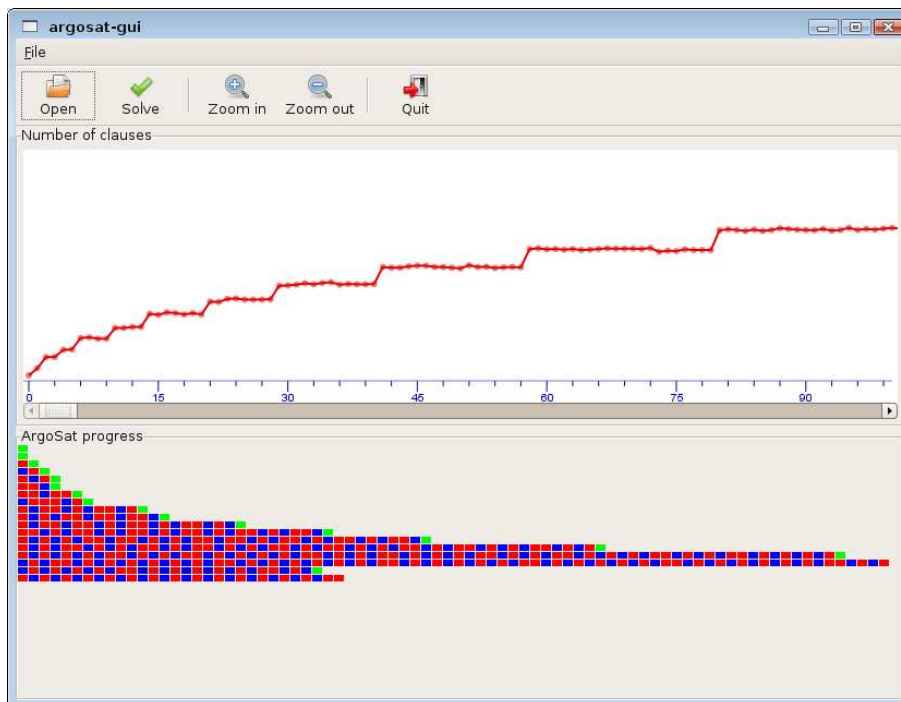 argosat-gui
File
Open Solve Zoom in Zoom out Quit
Number of clauses
0 15 30 45 60 75 90
ArgoSat progress